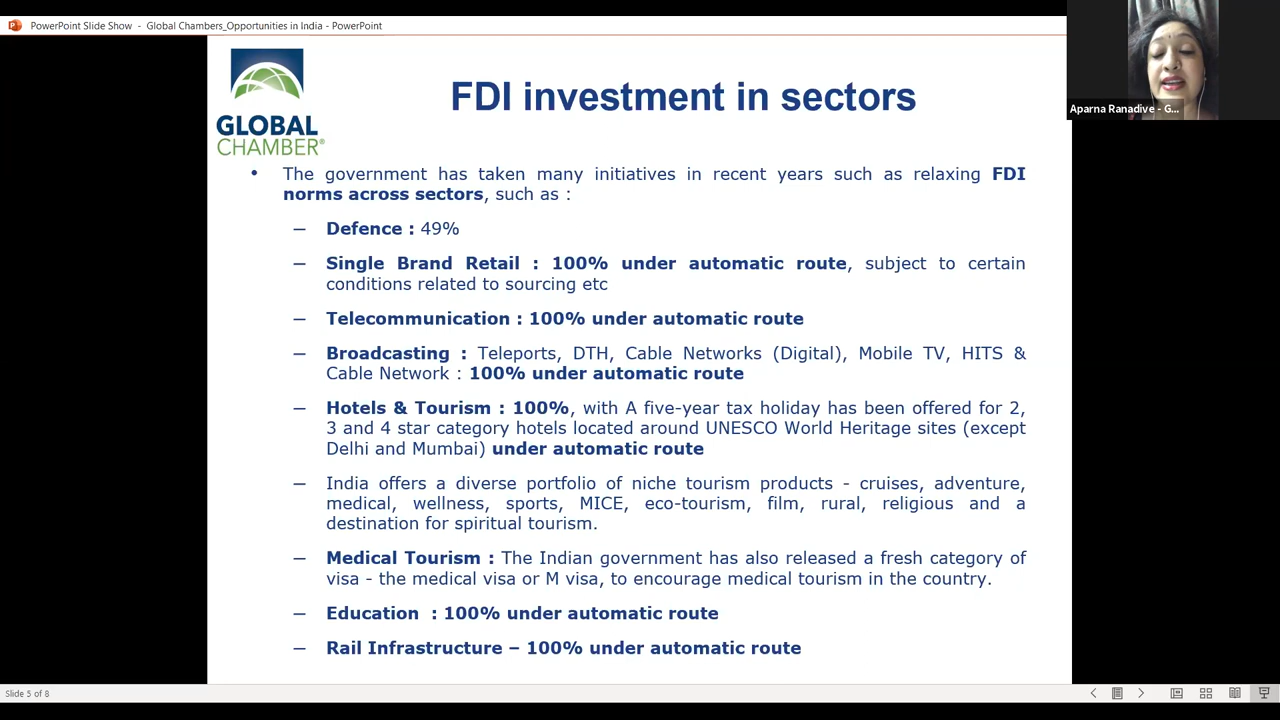 PowerPoint Slide Show - Global Chambers_Opportunities in India - PowerPoint
Aparna Ranadive - G...
GLOBAL
CHAMBER®
FDI investment in sectors
• The government has taken many initiatives in recent years such as relaxing FDI
norms across sectors, such as :
– Defence : 49%
– Single Brand Retail : 100% under automatic route, subject to certain
conditions related to sourcing etc
– Telecommunication : 100% under automatic route
– Broadcasting : Teleports, DTH, Cable Networks (Digital), Mobile TV, HITS &
Cable Network : 100% under automatic route
– Hotels & Tourism : 100%, with A five-year tax holiday has been offered for 2,
3 and 4 star category hotels located around UNESCO World Heritage sites (except
Delhi and Mumbai) under automatic route
– India offers a diverse portfolio of niche tourism products - cruises, adventure,
medical, wellness, sports, MICE, eco-tourism, film, rural, religious and a
destination for spiritual tourism.
– Medical Tourism : The Indian government has also released a fresh category of
visa - the medical visa or M visa, to encourage medical tourism in the country.
– Education : 100% under automatic route
– Rail Infrastructure – 100% under automatic route
Slide 5 of 8